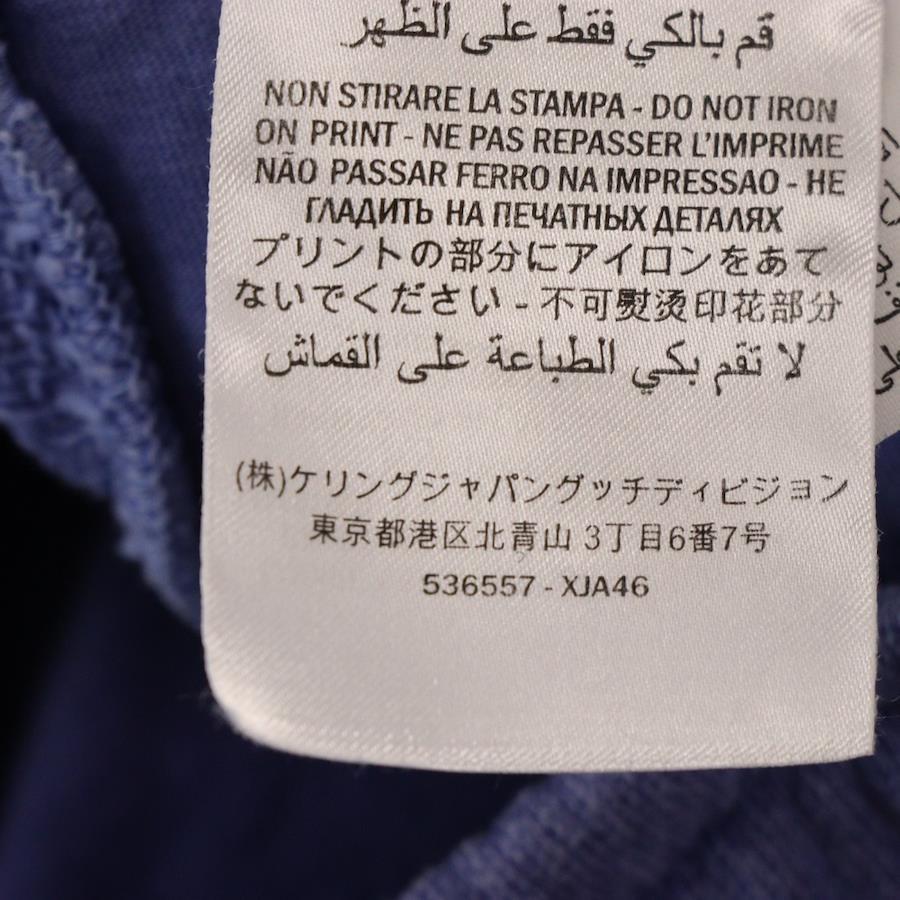 قم بالكي فقط على الظهر
NON STIRARE LA STAMPA - DO NOT IRON
ON PRINT - NE PAS REPASSER L'IMPRIME
NÃO PASSAR FERRO NA IMPRESSAO - НЕ
ГЛАДИТЬ НА ПЕЧАТНЫХ ДЕТАЛЯХ
プリントの部分にアイロンをあて
ないでください - 不可熨烫印花部分
لا تقم بكي الطباعة على القماش
(株)ケリングジャパングッチディビジョン
東京都港区北青山 3丁目6番7号
536557 - XJA46